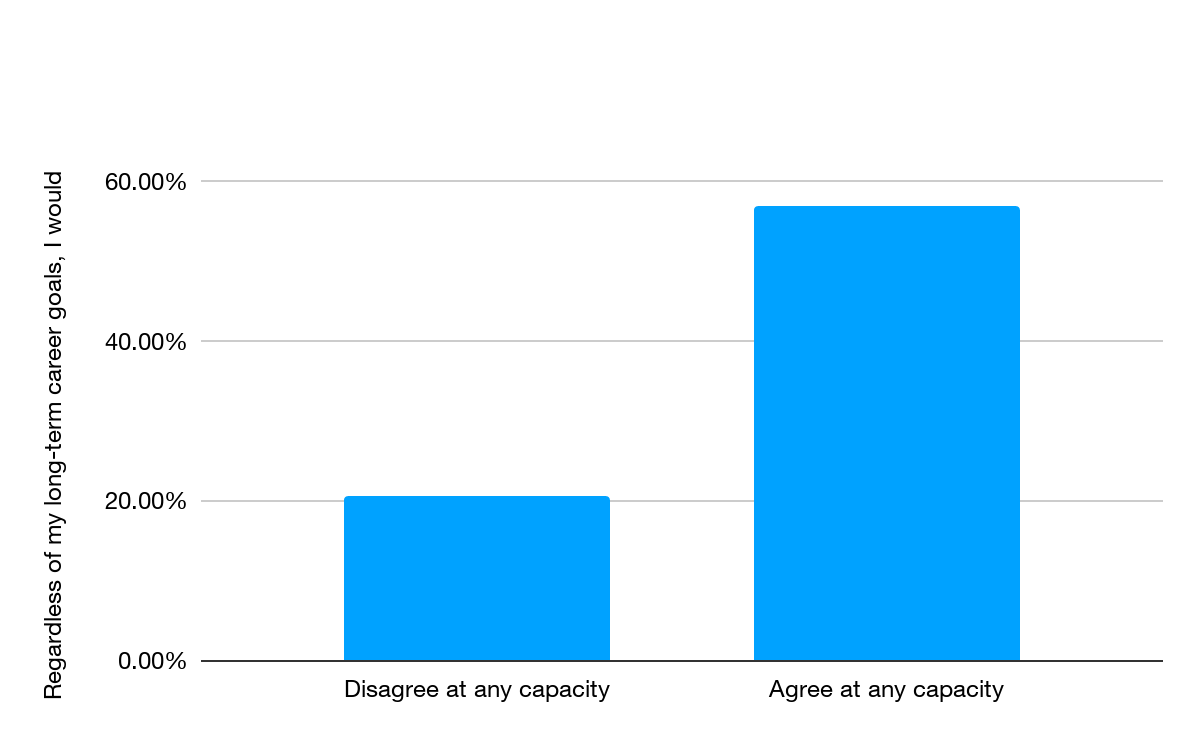 Regardless of my long-term career goals, I would
60.00%
40.00%
20.00%
0.00%
Disagree at any capacity
Agree at any capacity